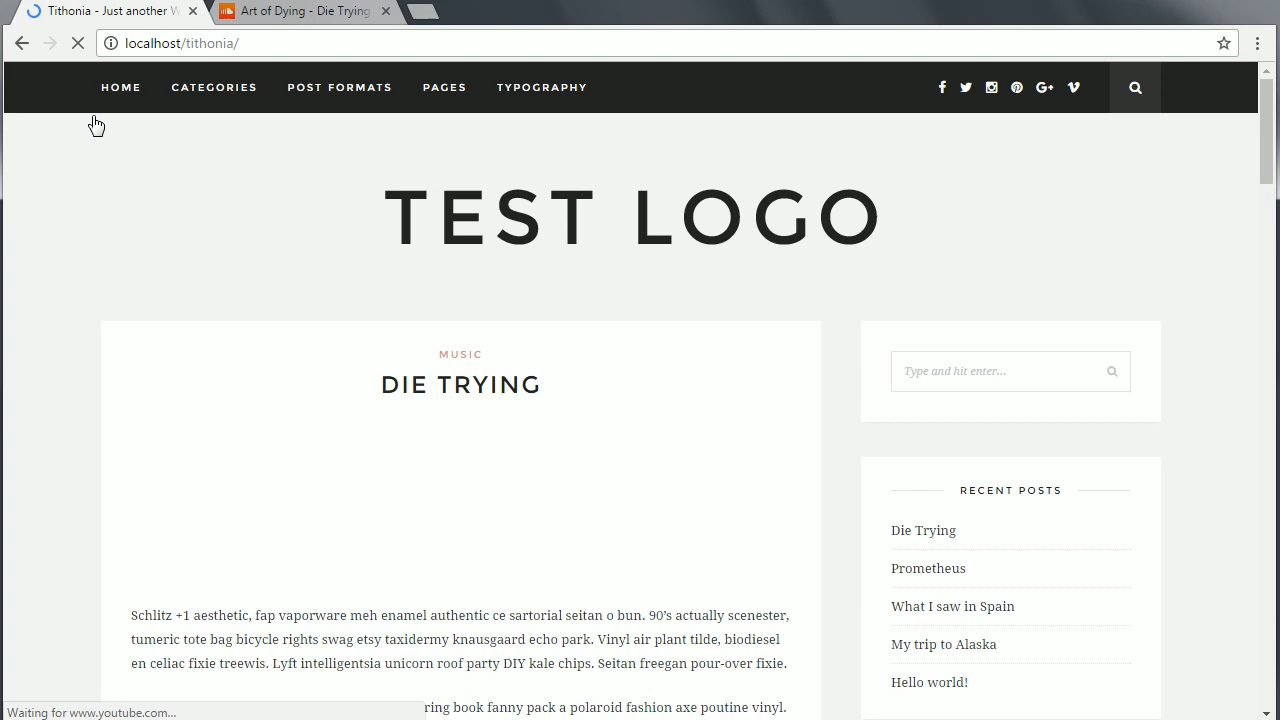 Tithonia - Just another W
Art of Dying - Die Trying
localhost/tithonia/
HOME CATEGORIES POST FORMATS PAGES TYPOGRAPHY
TEST LOGO
MUSIC
DIE TRYING
Schlitz +1 aesthetic, fap vaporware meh enamel authentic ce sartorial seitan o bun. 90's actually scenester,
tumeric tote bag bicycle rights swag etsy taxidermy knausgaard echo park. Vinyl air plant tilde, biodiesel
en celiac fixie treewis. Lyft intelligentsia unicorn roof party DIY kale chips. Seitan freegan pour-over fixie.
ring book fanny pack a polaroid fashion axe poutine vinyl.
Type and hit enter...
RECENT POSTS
Die Trying
Prometheus
What I saw in Spain
My trip to Alaska
Hello world!
Waiting for www.youtube.com...